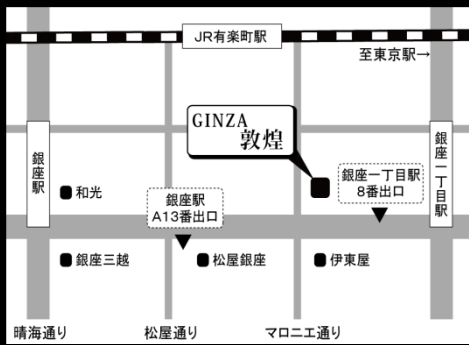 JR有楽町駅
至東京駅→
GINZA
敦煌
銀座駅
銀座一丁目駅
和光
銀座駅
A13番出口
銀座一丁目駅
8番出口
銀座三越
松屋銀座
伊東屋
晴海通り
松屋通り
マロニエ通り